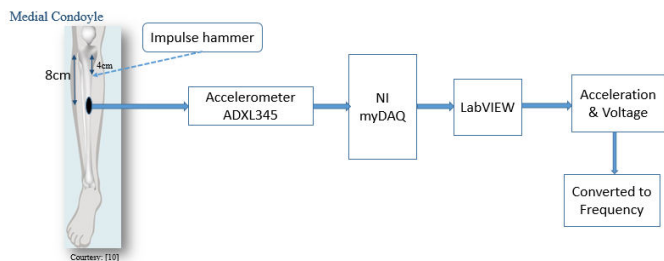 Medial Condoyle
Impulse hammer
4cm
8cm
Accelerometer
ADXL345
NI
myDAQ
LabVIEW
Acceleration
& Voltage
Converted to
Frequency
Courtesy: [10]